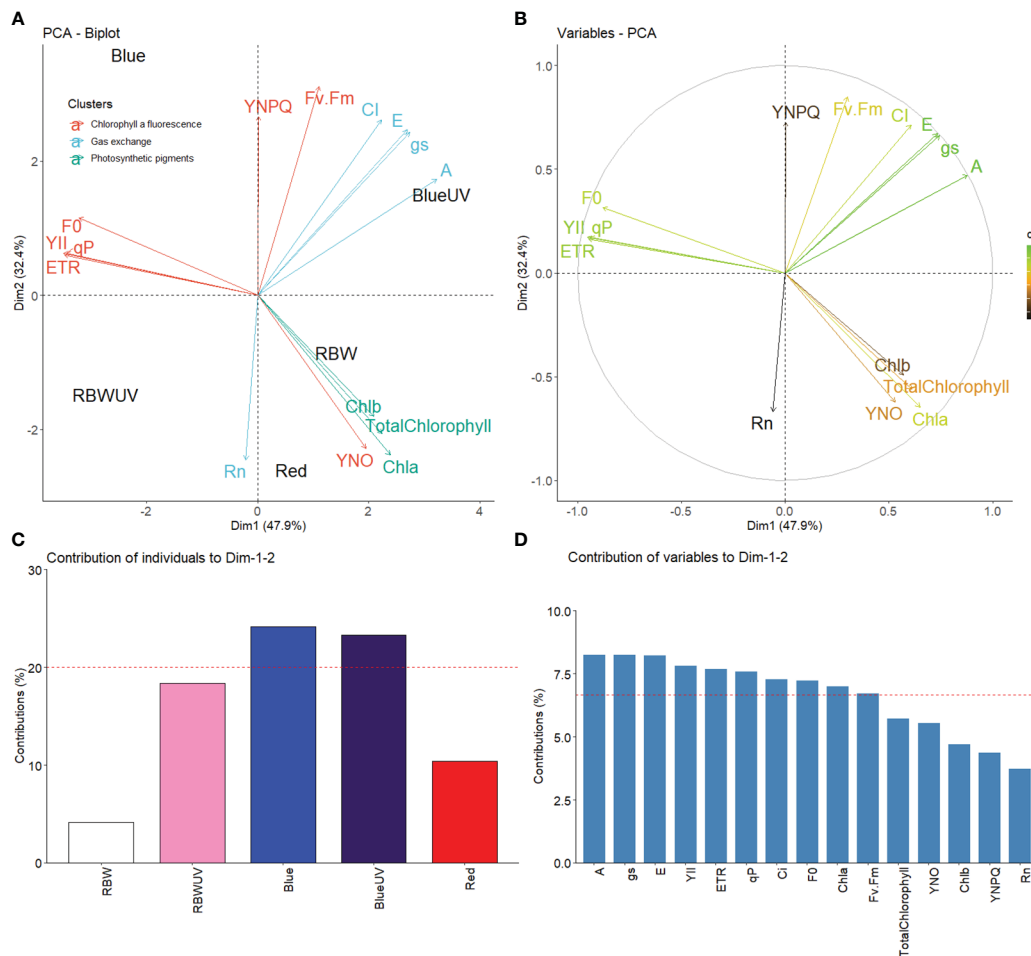 A
PCA - Biplot
Blue
Clusters
a Chlorophyll a fluorescence
a Gas exchange
a Photosynthetic pigments
YNPQ
Fv.Fm
CI
E
gs
A
BlueUV
F0
YII qP
ETR
RBW
RBWUV
Chlb
TotalChlorophyll
YNO
Chla
Rn
Red
2
0
-2
-2
0
2
4
Dim2 (32.4%)
Dim1 (47.9%)
B
Variables - PCA
1.0
0.5
0.0
-0.5
-1.0
YNPQ
Fv.Fm
CI
E
gs
A
F0
YII qP
ETR
Chlb
TotalChlorophyll
YNO
Chla
Rn
-1.0
-0.5
0.0
0.5
1.0
Dim2 (32.4%)
Dim1 (47.9%)
C
Contribution of individuals to Dim-1-2
30
20
10
0
Contributions (%)
RBW
RBWUV
Blue
BlueUV
Red
D
Contribution of variables to Dim-1-2
10.0
7.5
5.0
2.5
0.0
Contributions (%)
A
gs
E
YII
ETR
qP
Ci
F0
Chla
Fv.Fm
TotalChlorophyll
YNO
Chlb
YNPQ
Rn